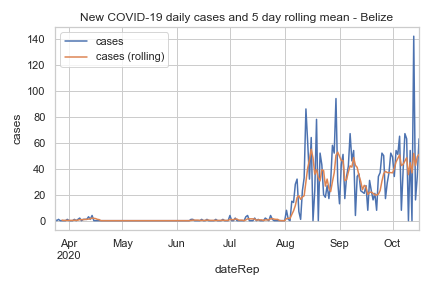 New COVID-19 daily cases and 5 day rolling mean - Belize
cases
cases (rolling)
140
120
100
80
60
40
20
0
cases
Apr
2020
May
Jun
Jul
Aug
Sep
Oct
dateRep